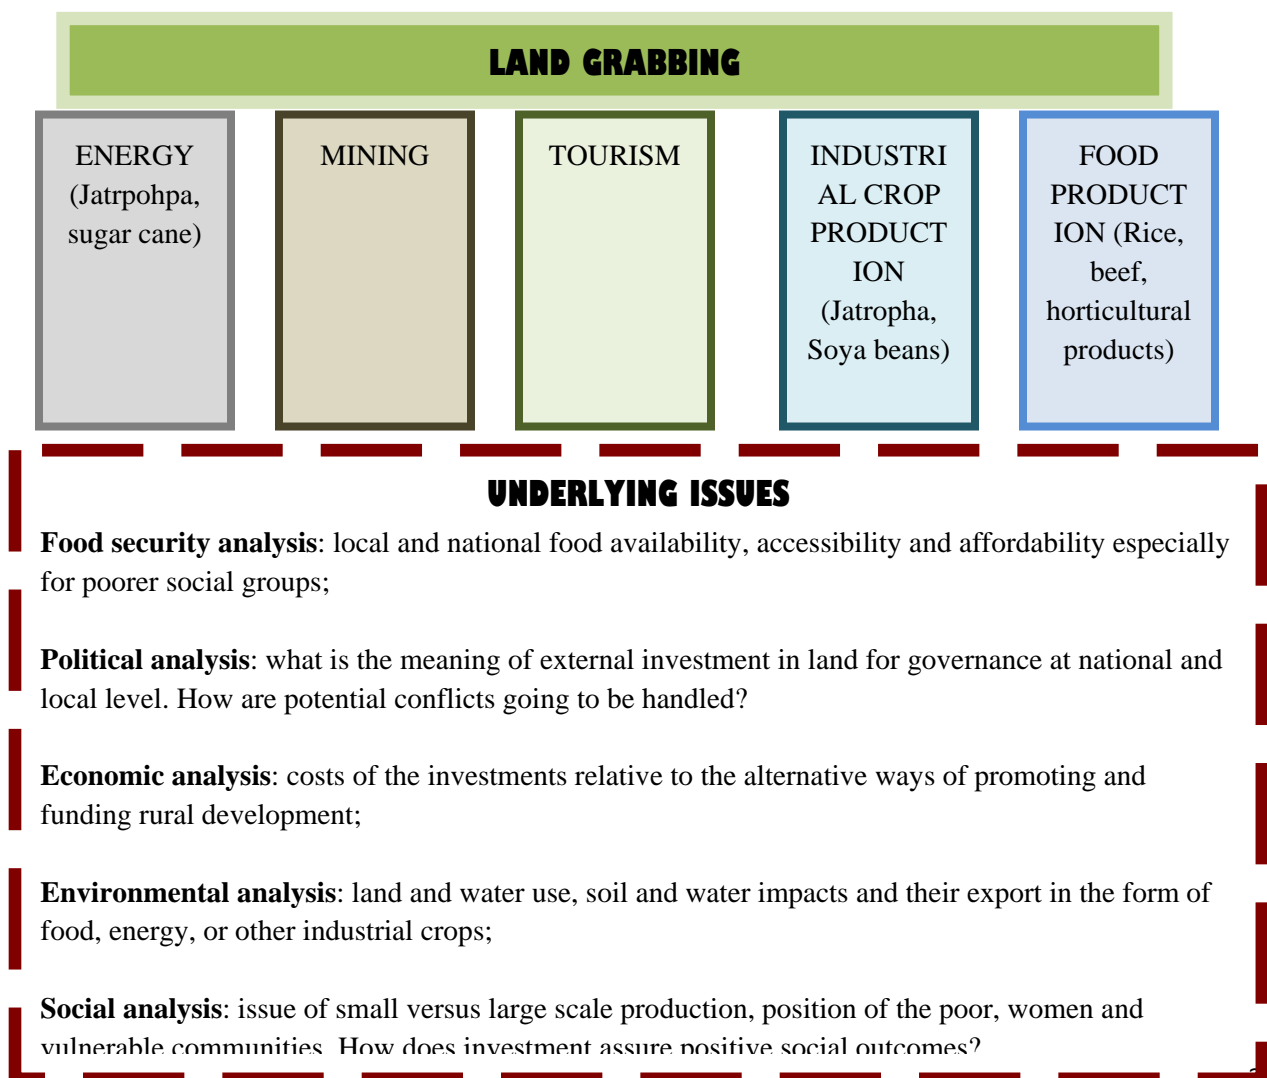 LAND GRABBING
ENERGY
(Jatrpohpa,
sugar cane)
MINING
TOURISM
INDUSTRI
AL CROP
PRODUCT
ION
(Jatropha,
Soya beans)
FOOD
PRODUCT
ION (Rice,
beef,
horticultural
products)
UNDERLYING ISSUES
Food security analysis: local and national food availability, accessibility and affordability especially
for poorer social groups;
Political analysis: what is the meaning of external investment in land for governance at national and
local level. How are potential conflicts going to be handled?
Economic analysis: costs of the investments relative to the alternative ways of promoting and
funding rural development;
Environmental analysis: land and water use, soil and water impacts and their export in the form of
food, energy, or other industrial crops;
Social analysis: issue of small versus large scale production, position of the poor, women and
vulnerable communities. How does investment assure positive social outcomes?